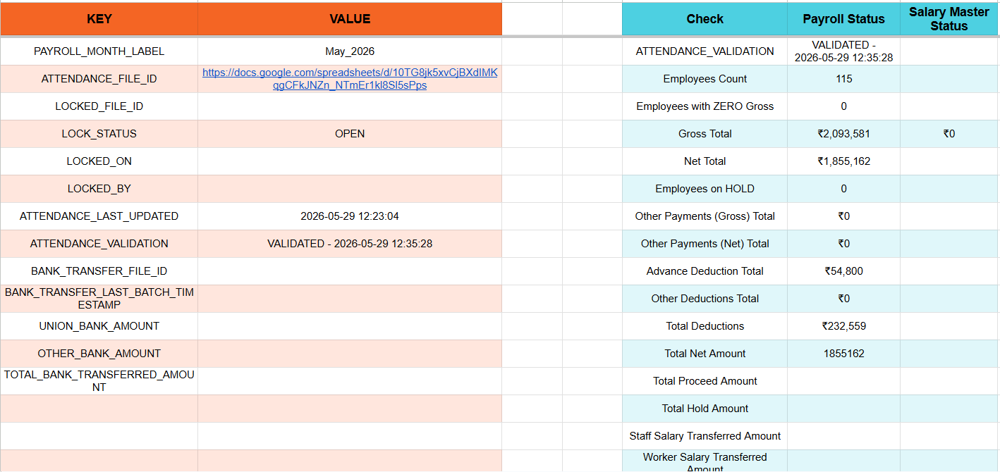 KEY VALUE Check Payroll Status Salary Master Status
PAYROLL_MONTH_LABEL May_2026 ATTENDANCE_VALIDATION VALIDATED - 2026-05-29 12:35:28
ATTENDANCE_FILE_ID https://docs.google.com/spreadsheets/d/10TG8jk5xvCjBXdIMKqgCFkJNZn_NTmEr1kl8SI5sPps Employees Count 115
LOCKED_FILE_ID Employees with ZERO Gross 0
LOCK_STATUS OPEN Gross Total ₹2,093,581 ₹0
LOCKED_ON Net Total ₹1,855,162
LOCKED_BY Employees on HOLD 0
ATTENDANCE_LAST_UPDATED 2026-05-29 12:23:04 Other Payments (Gross) Total ₹0
ATTENDANCE_VALIDATION VALIDATED - 2026-05-29 12:35:28 Other Payments (Net) Total ₹0
BANK_TRANSFER_FILE_ID Advance Deduction Total ₹54,800
BANK_TRANSFER_LAST_BATCH_TIMESTAMP Other Deductions Total ₹0
UNION_BANK_AMOUNT Total Deductions ₹232,559
OTHER_BANK_AMOUNT Total Net Amount 1855162
TOTAL_BANK_TRANSFERRED_AMOUNT Total Proceed Amount
Total Hold Amount
Staff Salary Transferred Amount
Worker Salary Transferred Amount